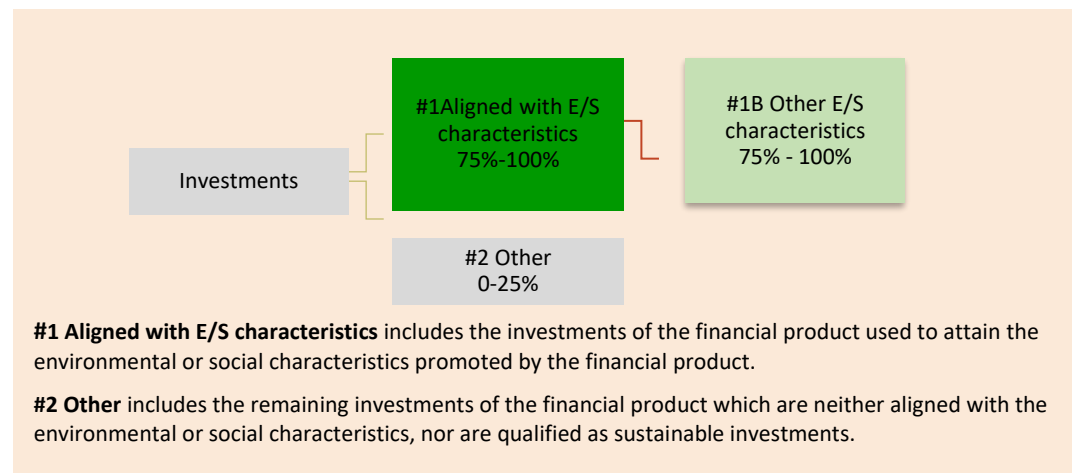 #1Aligned with E/S
characteristics
75%-100%
#1B Other E/S
characteristics
75% - 100%
Investments
#2 Other
0-25%
#1 Aligned with E/S characteristics includes the investments of the financial product used to attain the
environmental or social characteristics promoted by the financial product.
#2 Other includes the remaining investments of the financial product which are neither aligned with the
environmental or social characteristics, nor are qualified as sustainable investments.